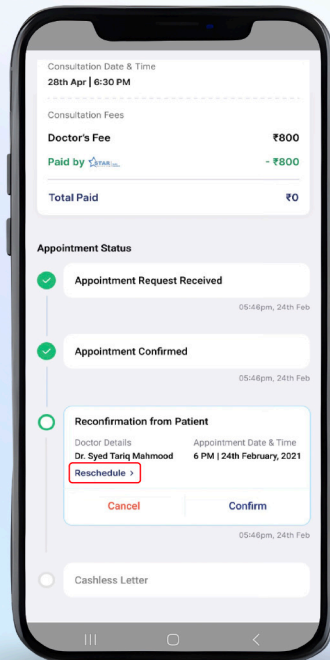 Consultation Date & Time
28th Apr | 6:30 PM
Consultation Fees
Doctor's Fee ₹800
Paid by STAR - ₹800
Total Paid ₹0
Appointment Status
Appointment Request Received
05:46pm, 24th Feb
Appointment Confirmed
05:46pm, 24th Feb
Reconfirmation from Patient
Doctor Details Appointment Date & Time
Dr. Syed Tariq Mahmood 6 PM | 24th February, 2021
Reschedule >
Cancel Confirm
05:46pm, 24th Feb
Cashless Letter